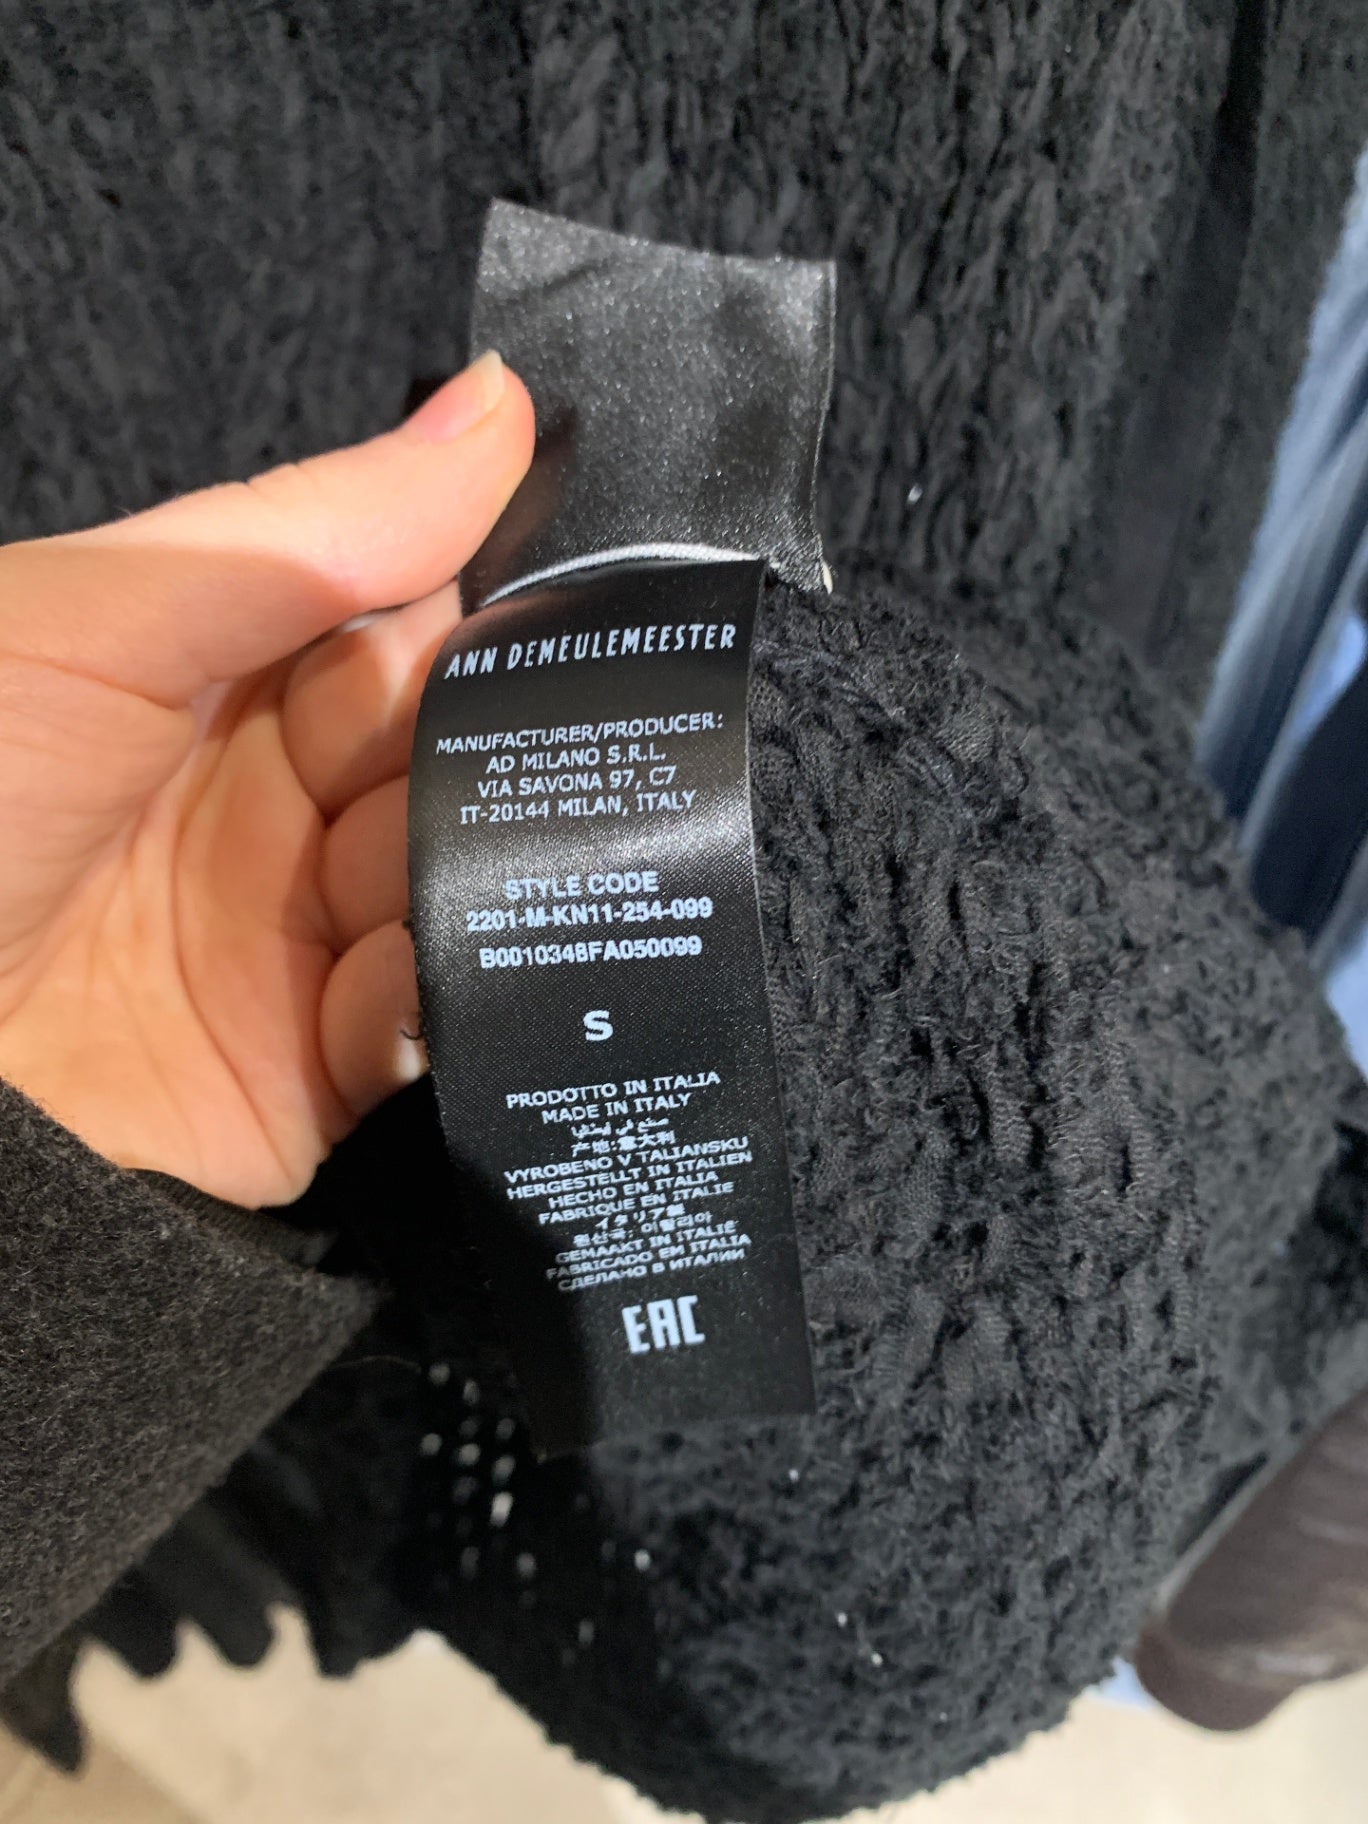 ANN DEMEULEMEESTER
MANUFACTURER/PRODUCER:
AD MILANO S.R.L.
VIA SAVONA 97, C7
IT-20144 MILAN, ITALY
STYLE CODE
2201-M-KN11-254-099
B0010348FA050099
S
PRODOTTO IN ITALIA
MADE IN ITALY
صنع في إيطاليا
产地:意大利
VYROBENO V TALIANSKU
HERGESTELLT IN ITALIEN
HECHO EN ITALIA
FABRIQUE EN ITALIE
イタリア製
원산국: 이탈리아
GEMAAKT IN ITALIË
FABRICADO EM ITALIA
СДЕЛАНО В ИТАЛИИ
EAC